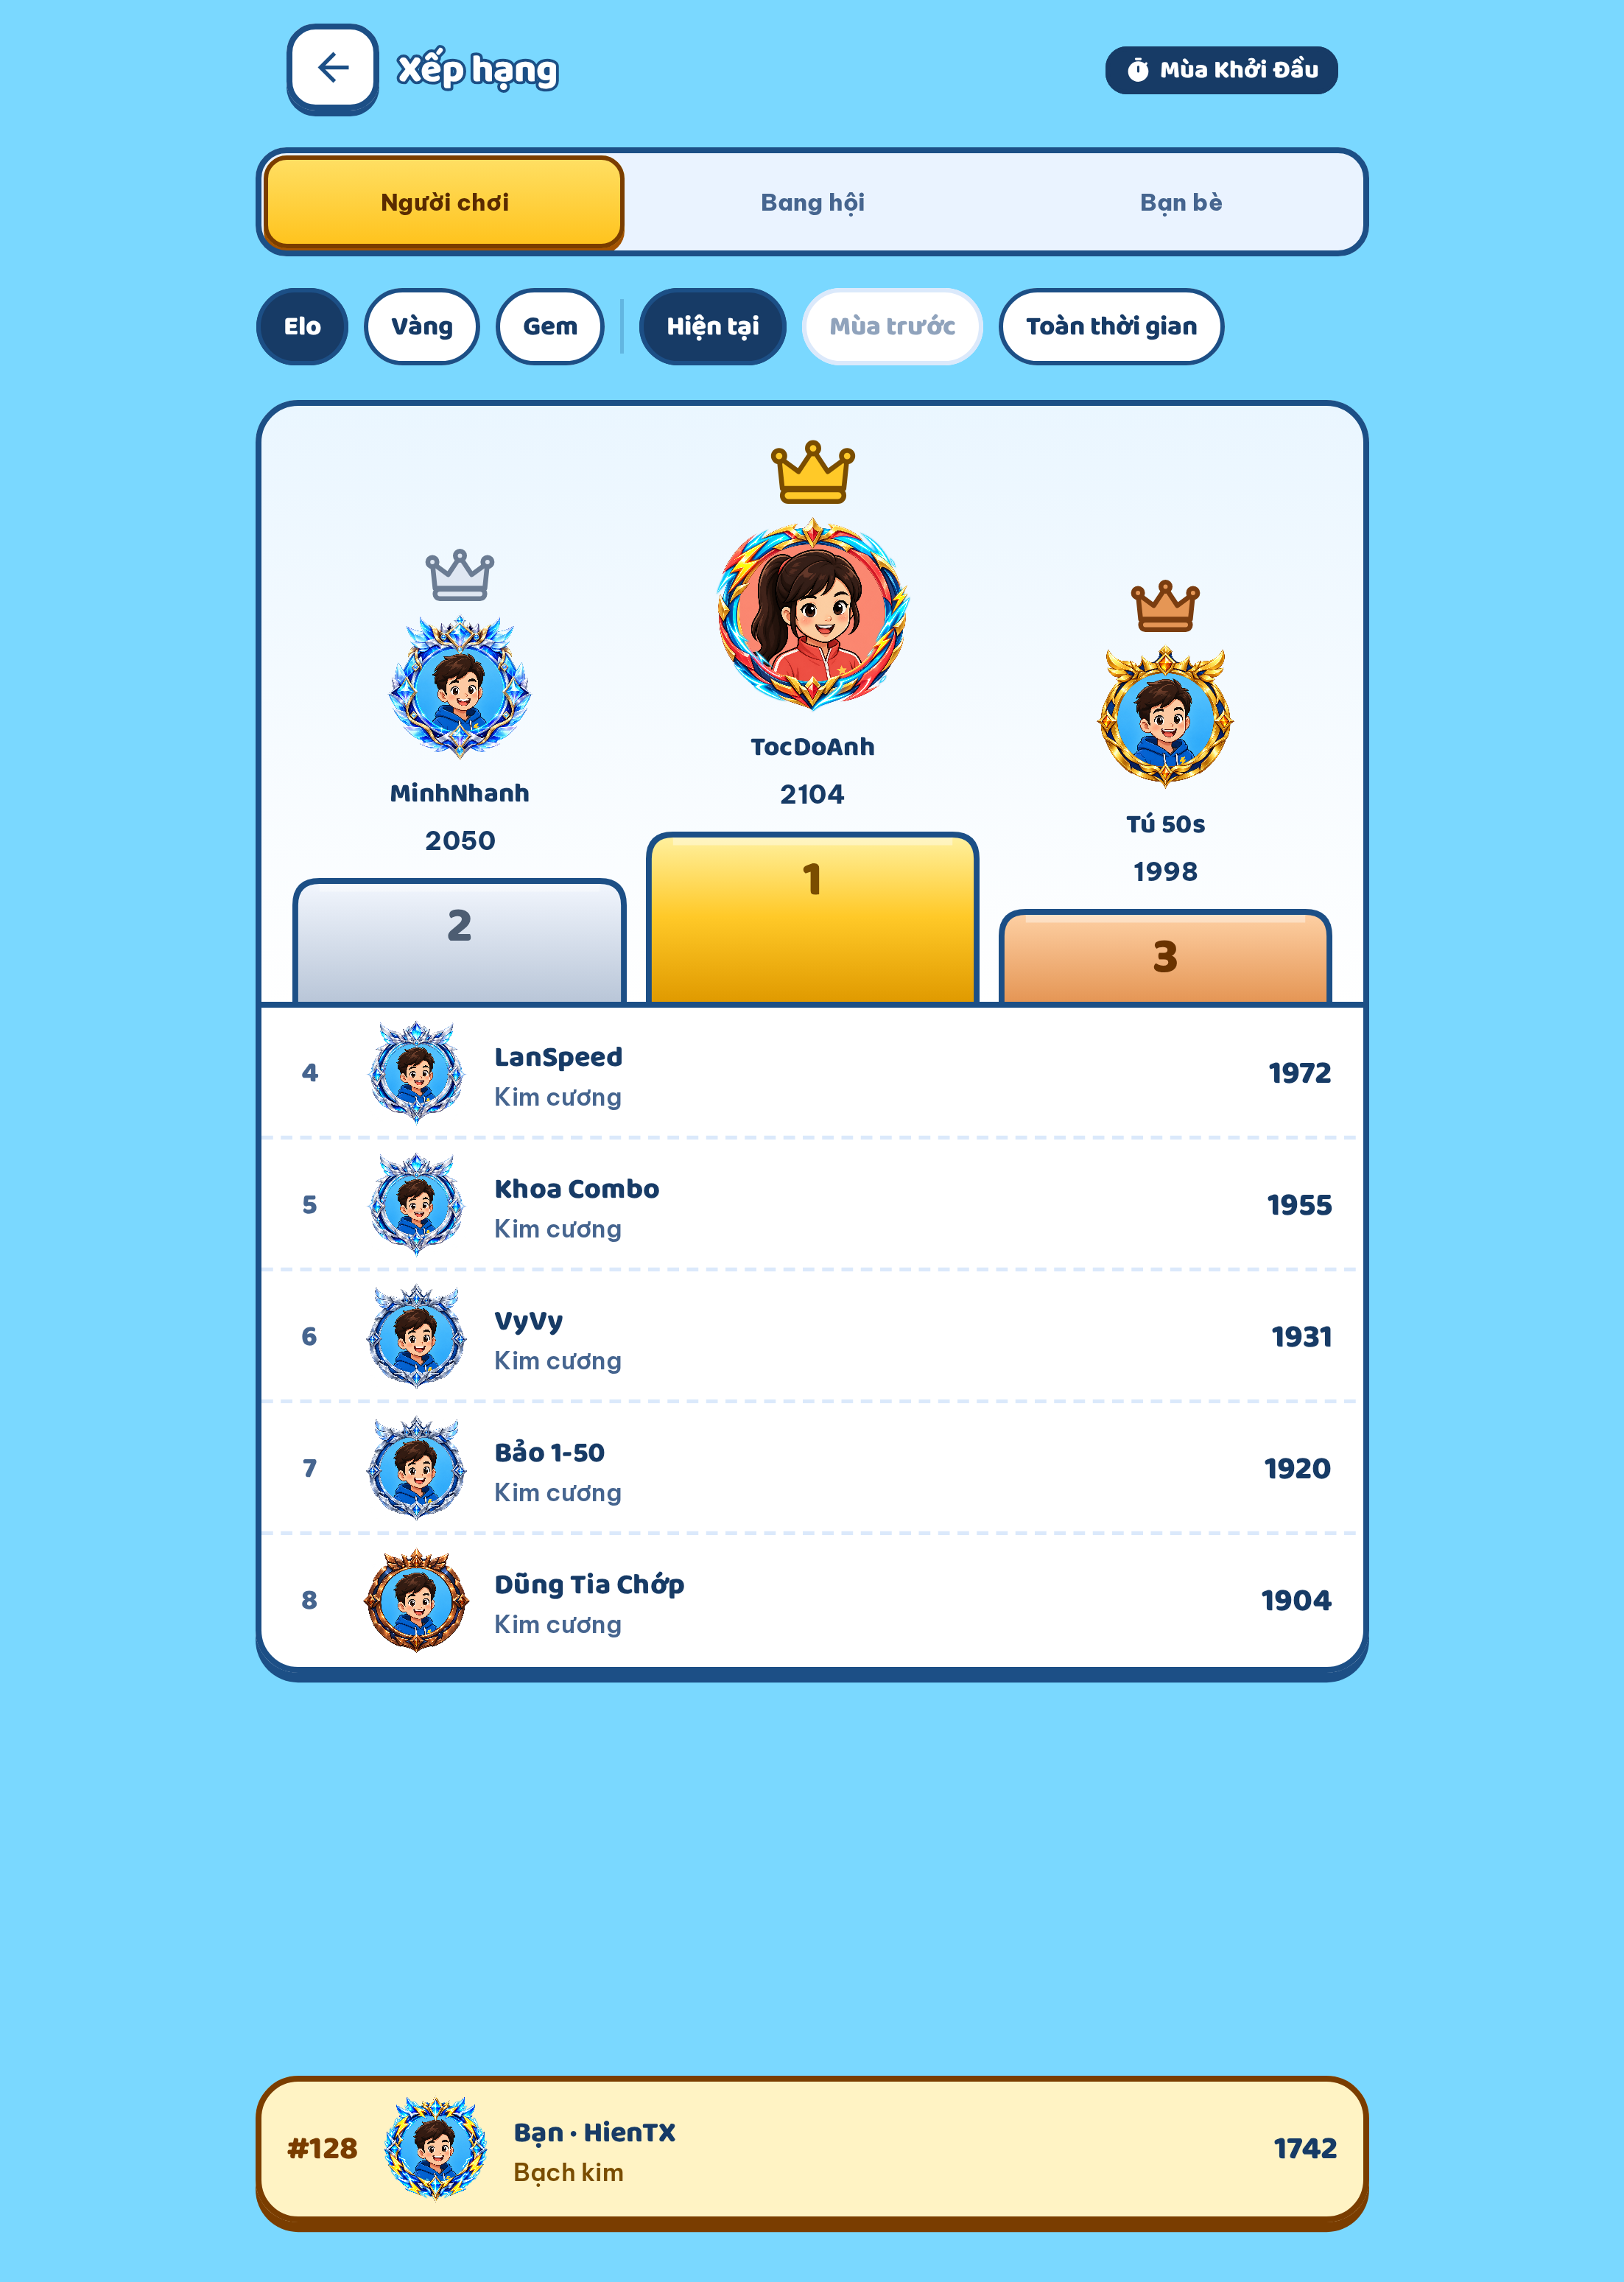 Xếp hạng
Mùa Khởi Đầu
Người chơi Bang hội Bạn bè
Elo Vàng Gem Hiện tại Mùa trước Toàn thời gian
TocDoAnh
2104
MinhNhanh
2050
Tú 50s
1998
1
2
3
4 LanSpeed 1972
Kim cương
5 Khoa Combo 1955
Kim cương
6 VyVy 1931
Kim cương
7 Bảo 1-50 1920
Kim cương
8 Dũng Tia Chớp 1904
Kim cương
#128 Bạn · HienTX 1742
Bạch kim